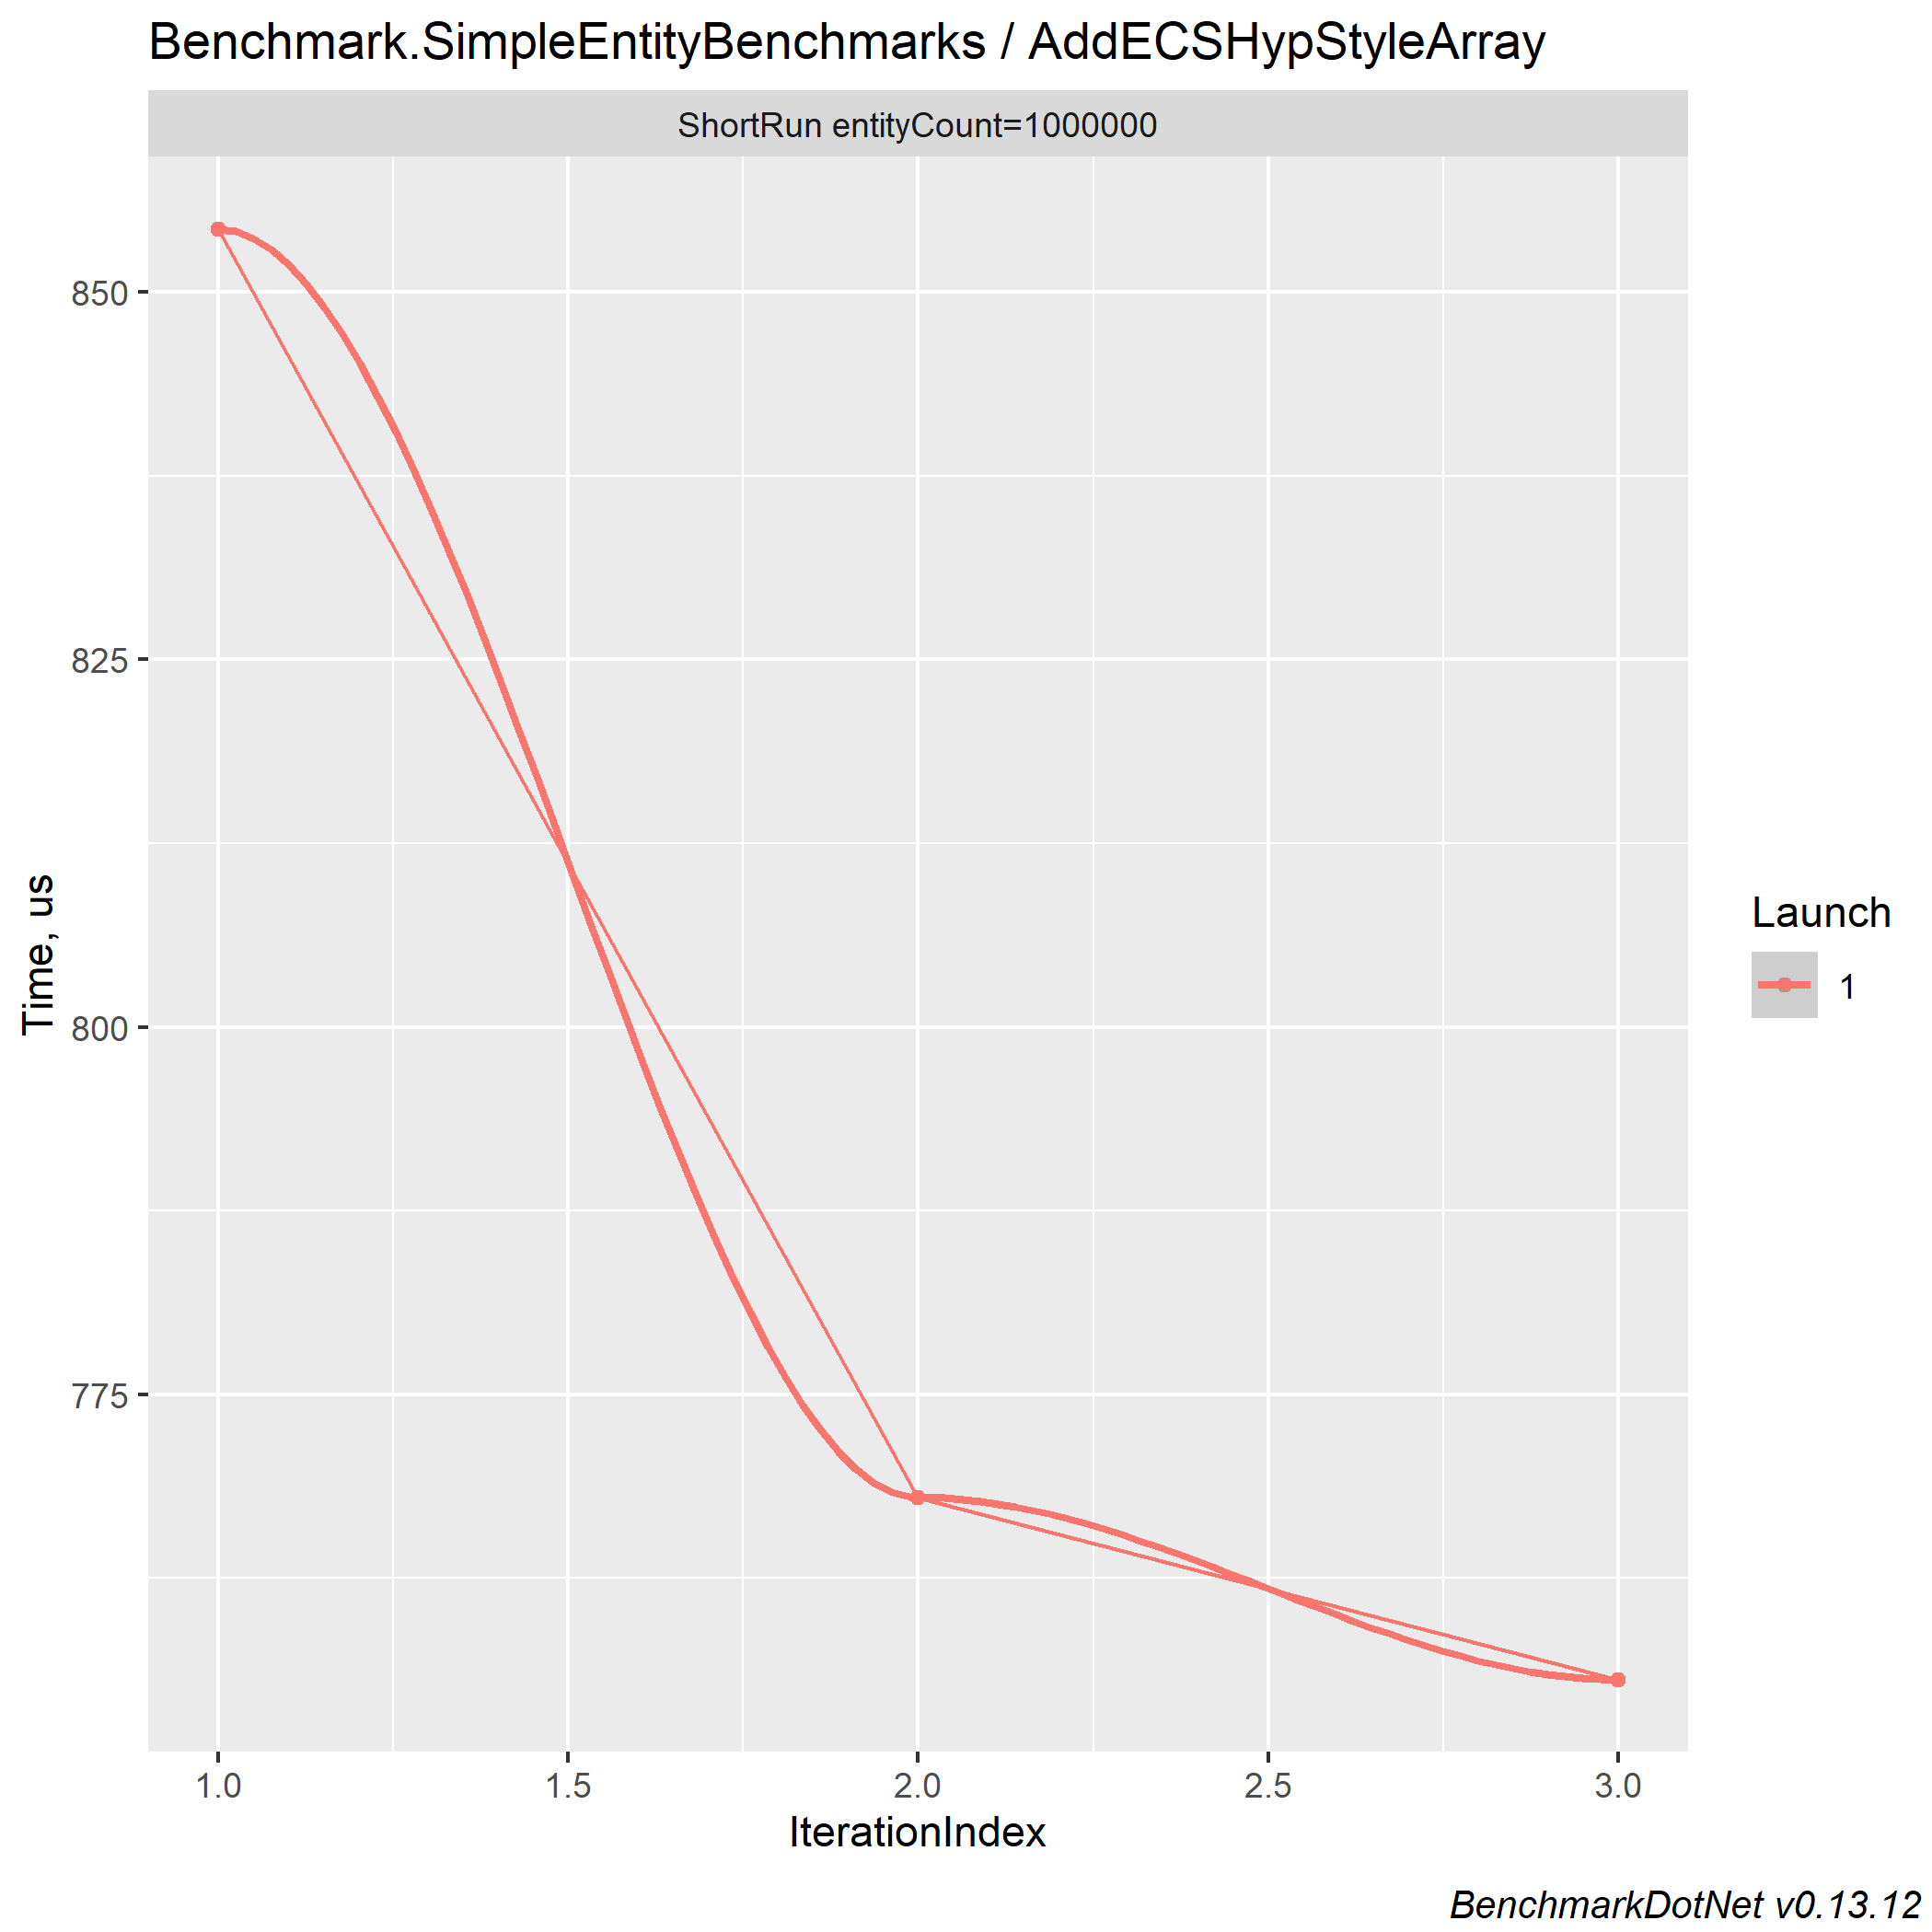 Benchmark.SimpleEntityBenchmarks / AddECSHypStyleArray
ShortRun entityCount=1000000
850
825
800
775
Time, us
1.0 1.5 2.0 2.5 3.0
IterationIndex
Launch
1
BenchmarkDotNet v0.13.12